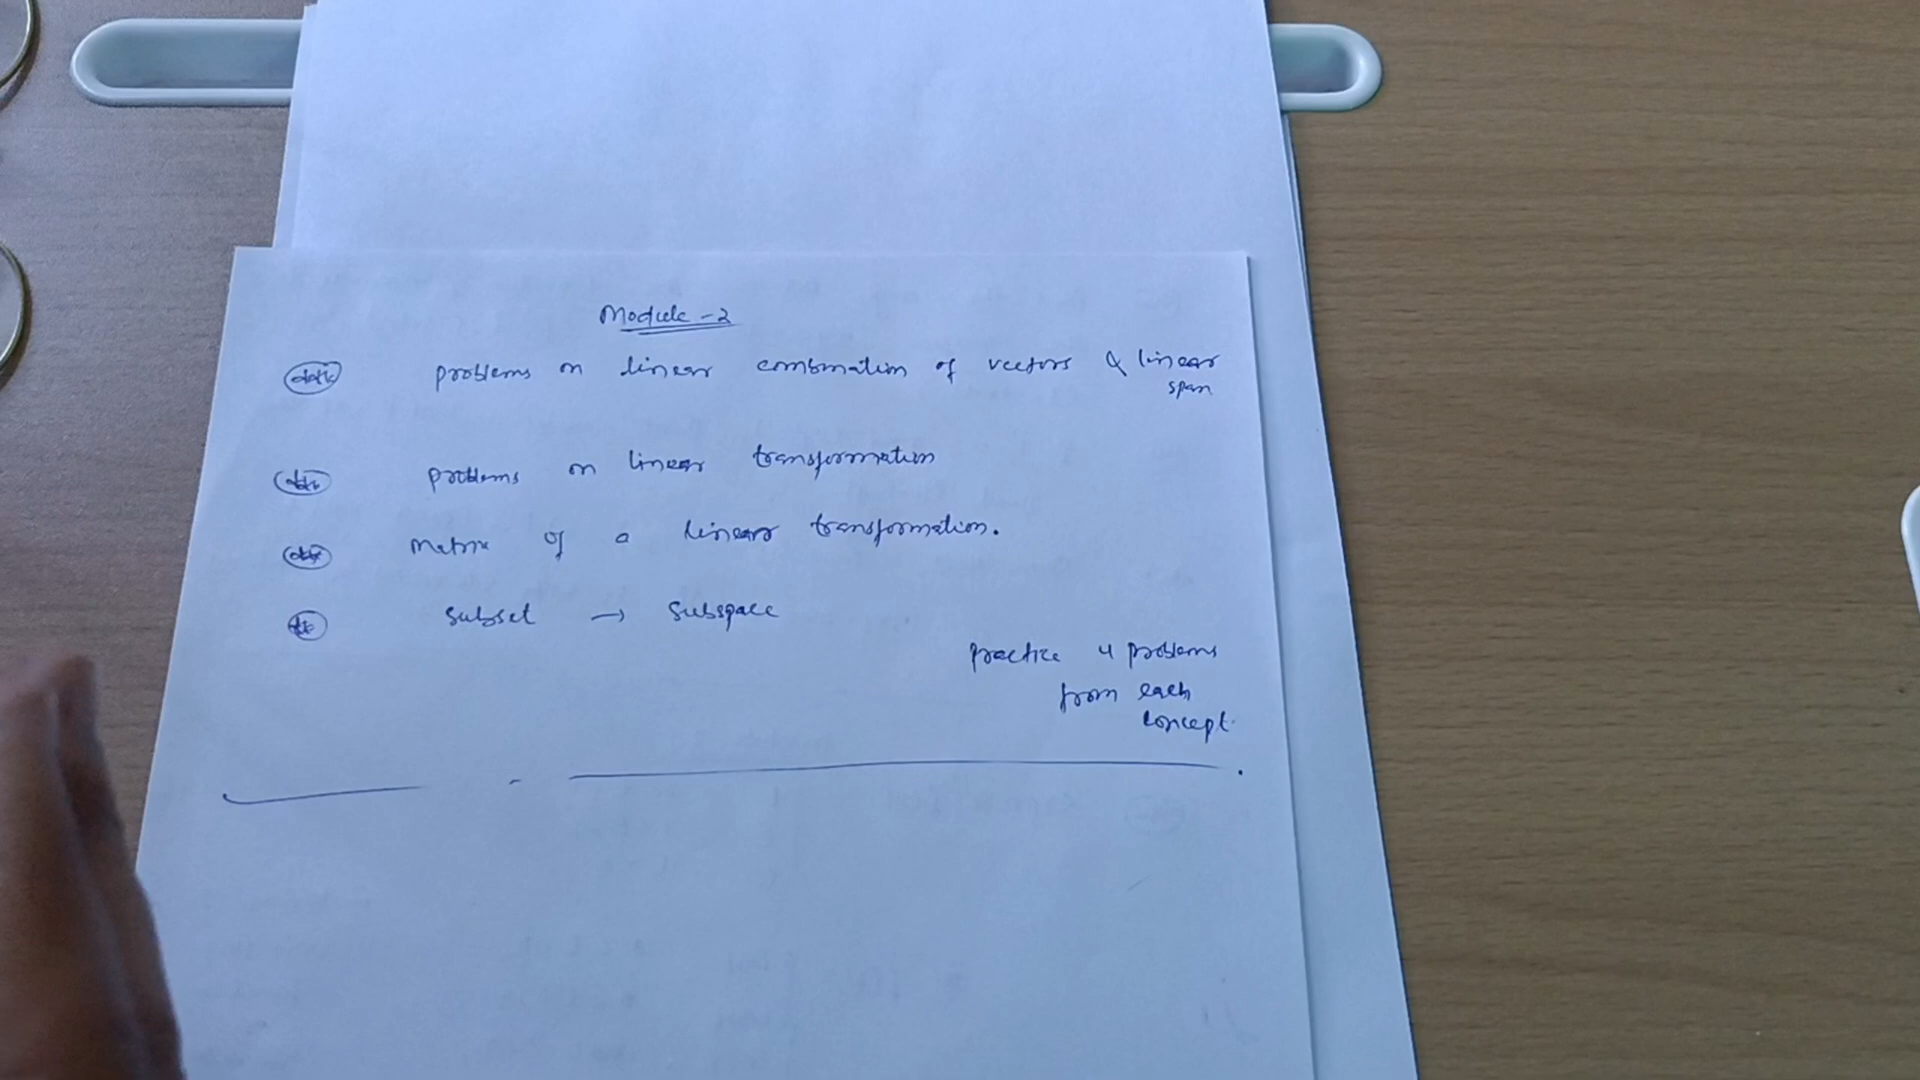 Module - 2
problems on linear combination of vectors & linear
span
problems on linear transformation
Matrix of a linear transformation.
Subset → Subspace
Practice 4 problems
from each
concept.